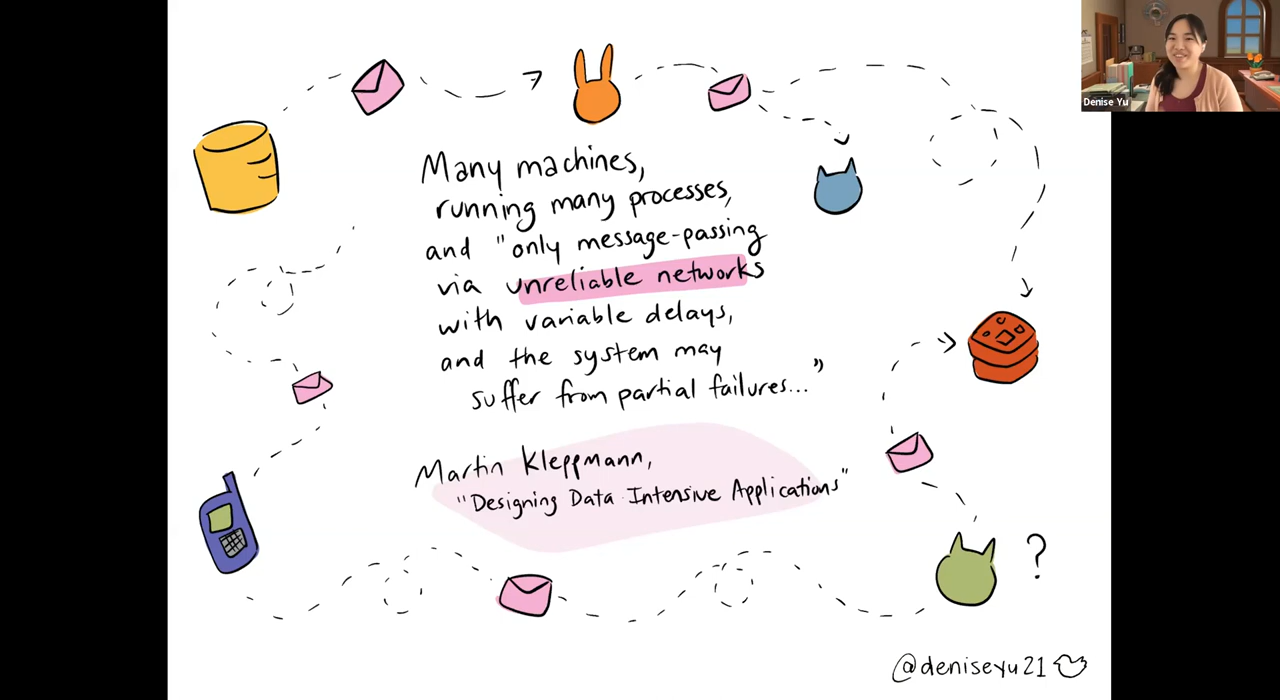 Denise Yu
Many machines,
running many processes,
and "only message-passing
via unreliable networks
with variable delays,
and the system may
suffer from partial failures..."
Martin Kleppmann,
"Designing Data Intensive Applications"
?
@deniseyu21